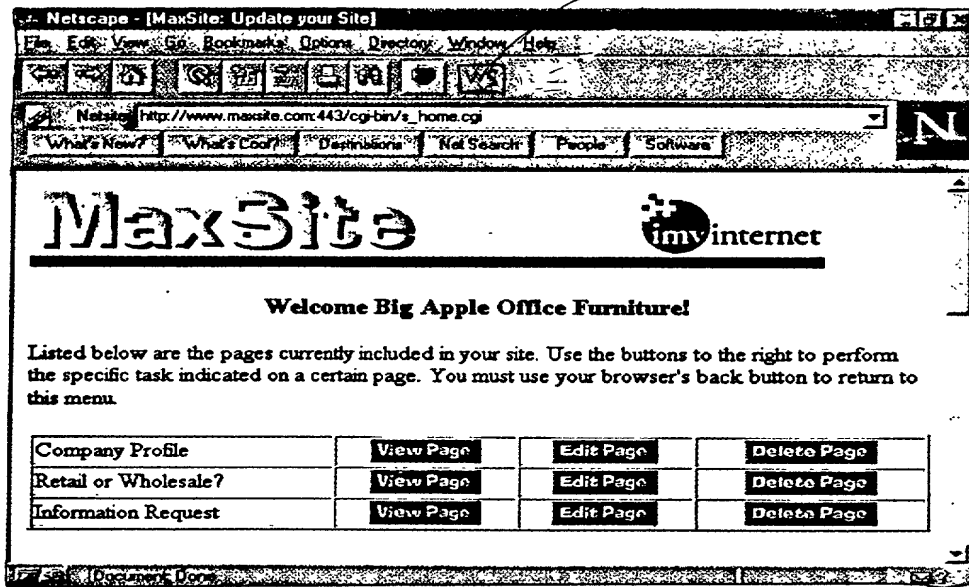 Netscape - [MaxSite: Update your Site]
File Edit View Go Bookmarks Options Directory Window Help
Netsite: http://www.maxsite.com:443/cgi-bin/s_home.cgi
What's New? What's Cool? Destinations Net Search People Software
N
MaxSite imv internet
Welcome Big Apple Office Furniture!
Listed below are the pages currently included in your site. Use the buttons to the right to perform
the specific task indicated on a certain page. You must use your browser's back button to return to
this menu.
Company Profile View Page Edit Page Delete Page
Retail or Wholesale? View Page Edit Page Delete Page
Information Request View Page Edit Page Delete Page
Document: Done